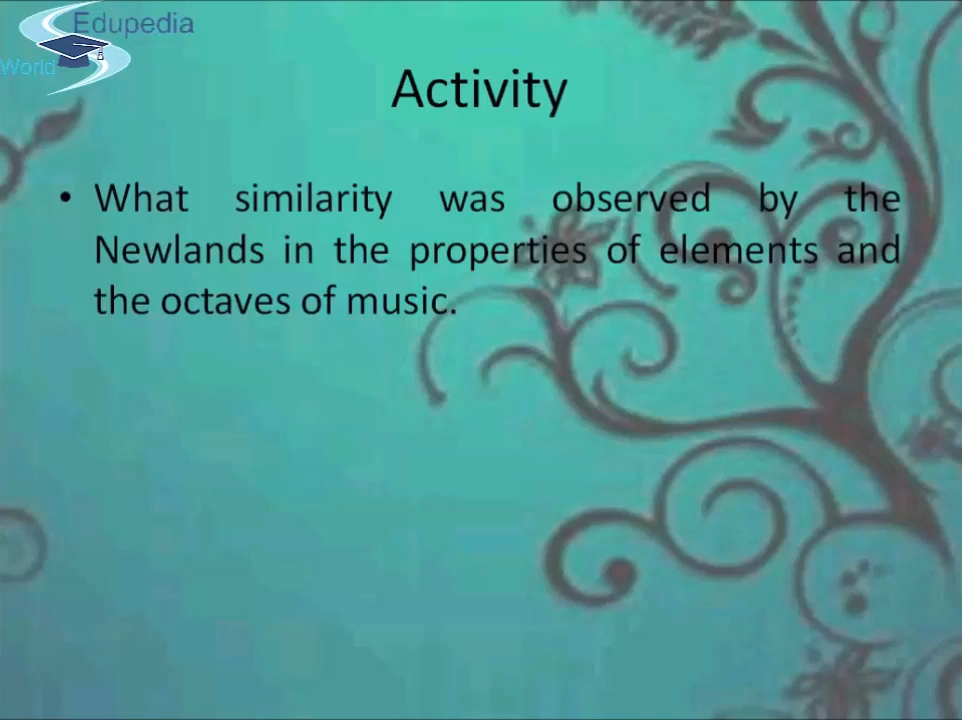 Edupedia
World
Activity
• What similarity was observed by the
Newlands in the properties of elements and
the octaves of music.